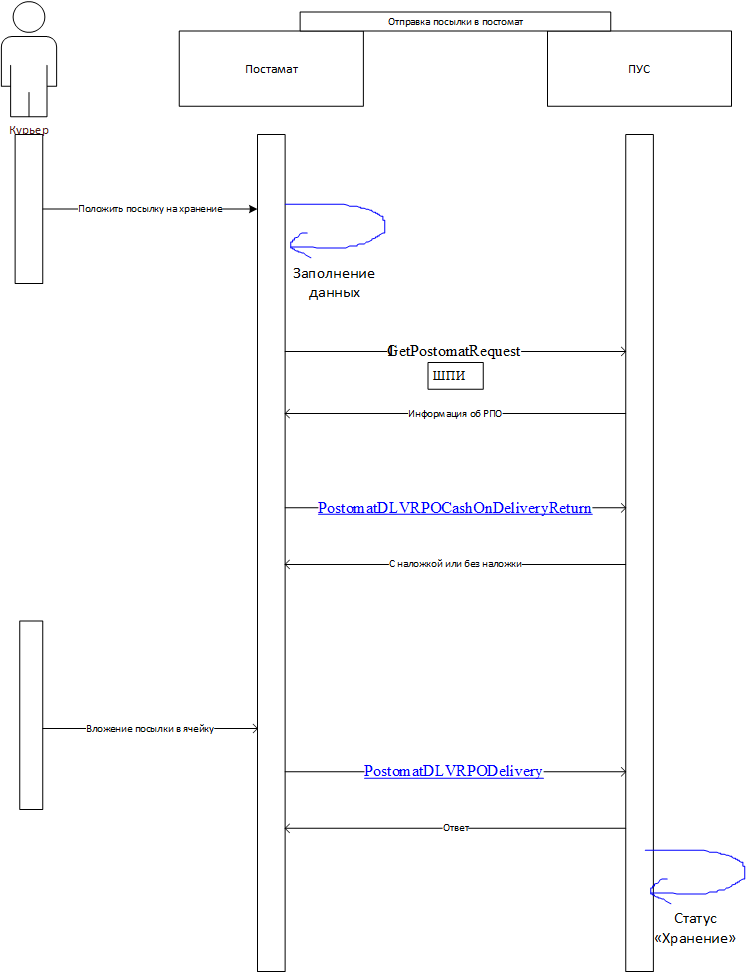 Отправка посылки в постомат
Постамат
ПУС
Курьер
Положить посылку на хранение
Заполнение
данных
GetPostomatRequest
ШПИ
Информация об РПО
PostomatDLVRPOCashOnDeliveryReturn
С наложкой или без наложки
Вложение посылки в ячейку
PostomatDLVRPODelivery
Ответ
Статус
«Хранение»